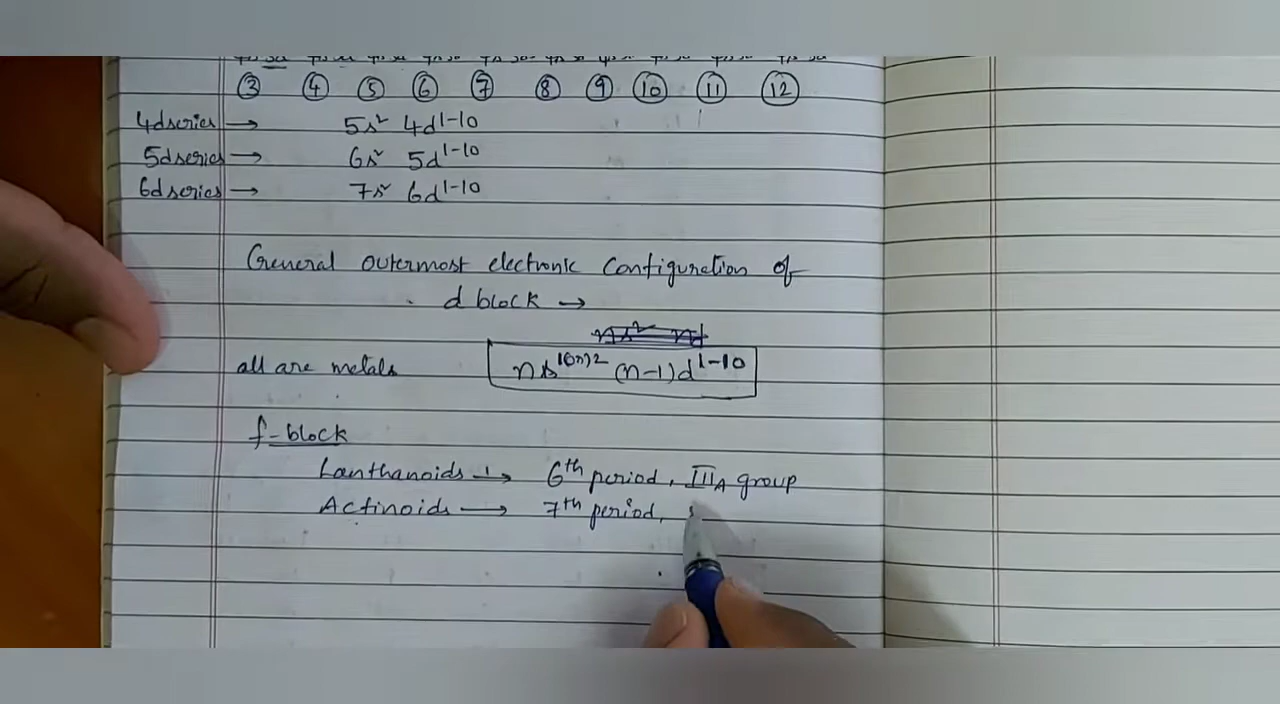 ③ ④ ⑤ ⑥ ⑦ ⑧ ⑨ ⑩ ⑪ ⑫
4d series → 5s² 4d¹⁻¹⁰
5d series → 6s² 5d¹⁻¹⁰
6d series → 7s² 6d¹⁻¹⁰
General outermost electronic configuration of
d block →
all are metals ns¹⁽ᵒʳ⁾² (n-1)d¹⁻¹⁰
f-block
Lanthanoids → 6th period, IIIA group
Actinoids → 7th period,